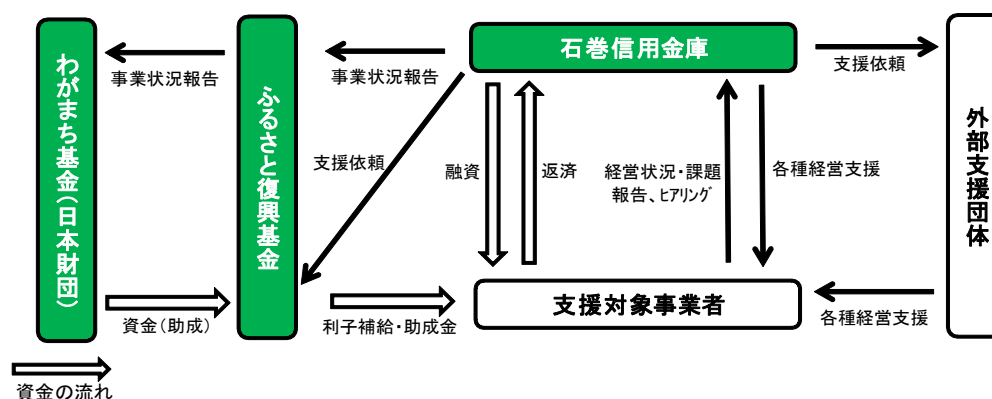 石巻信用金庫
わがまち基金(日本財団)
事業状況報告
ふるさと復興基金
事業状況報告
支援依頼
外部支援団体
支援依頼
融資
返済
経営状況・課題
報告、ヒアリング
各種経営支援
資金(助成)
利子補給・助成金
支援対象事業者
各種経営支援
資金の流れ